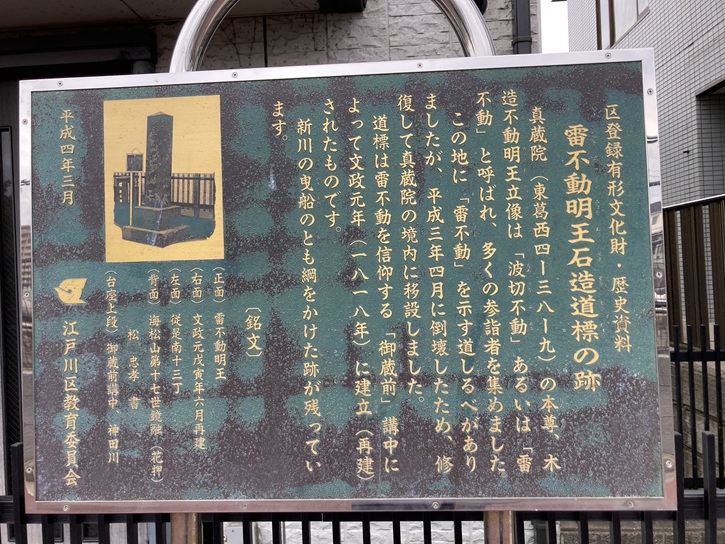 区登録有形文化財・歴史資料
雷不動明王石造道標の跡
真蔵院（東葛西四ー三八ー九）の本尊、木
造不動明王立像は「波切不動」あるいは「雷
不動」と呼ばれ、多くの参詣者を集めました。
この地に「雷不動」を示す道しるべがあり
ましたが、平成三年四月に倒壊したため、修
復して真蔵院の境内に移設しました。
道標は雷不動を信仰する「御蔵前」講中に
よって文政元年（一八一八年）に建立（再建）
されたものです。
新川の曳船のとも綱をかけた跡が残ってい
ます。
（銘文）
（正面）雷不動明王
（右面）文政元戊寅年六月再建
（左面）従是南十三丁
（背面）海松山第十七世鏡融（花押）
松 忠孝 書
（台座上段）御蔵前講中 神田川
平成四年三月
江戸川区教育委員会